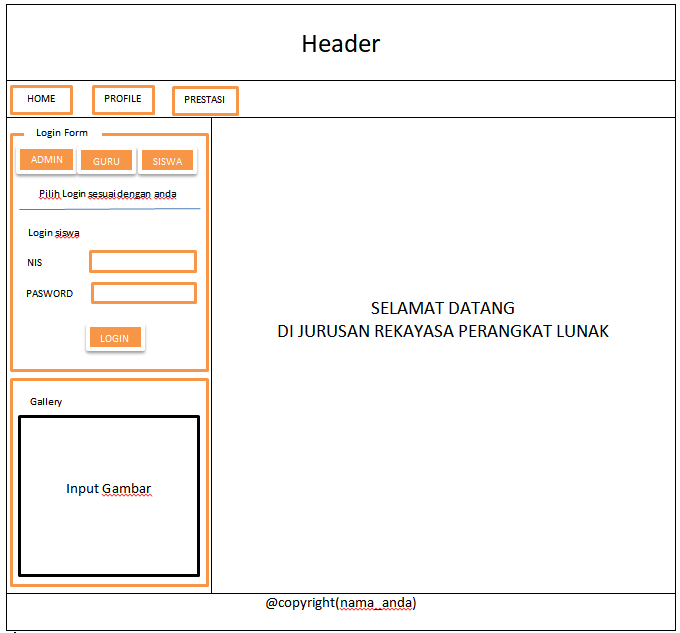 Header
HOME
PROFILE
PRESTASI
Login Form
ADMIN
GURU
SISWA
Pilih Login sesuai dengan anda
Login siswa
NIS
PASWORD
LOGIN
SELAMAT DATANG
DI JURUSAN REKAYASA PERANGKAT LUNAK
Gallery
Input Gambar
@copyright(nama_anda)